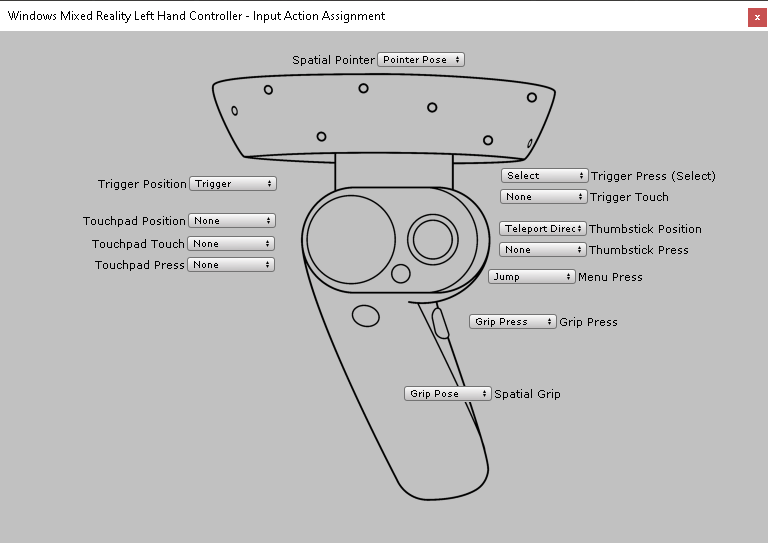 Windows Mixed Reality Left Hand Controller - Input Action Assignment
x
Spatial Pointer Pointer Pose
Trigger Position Trigger
Select Trigger Press (Select)
None Trigger Touch
Touchpad Position None
Teleport Direc Thumbstick Position
Touchpad Touch None
None Thumbstick Press
Touchpad Press None
Jump Menu Press
Grip Press Grip Press
Grip Pose Spatial Grip